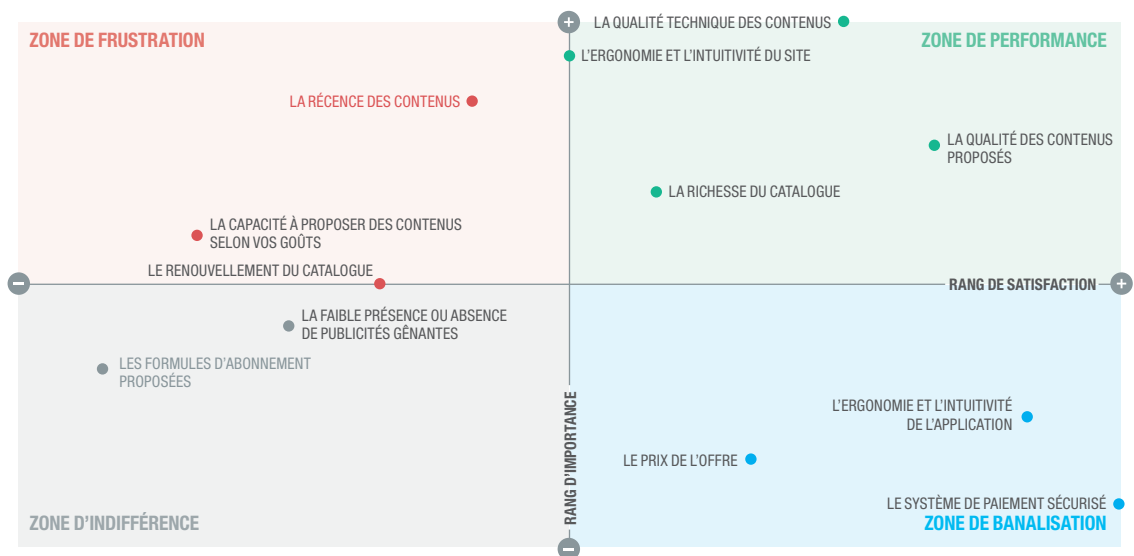 LA QUALITÉ TECHNIQUE DES CONTENUS
ZONE DE FRUSTRATION
ZONE DE PERFORMANCE
L'ERGONOMIE ET L'INTUITIVITÉ DU SITE
LA RÉCENCE DES CONTENUS
LA QUALITÉ DES CONTENUS
PROPOSÉS
LA RICHESSE DU CATALOGUE
LA CAPACITÉ À PROPOSER DES CONTENUS
SELON VOS GOÛTS
LE RENOUVELLEMENT DU CATALOGUE
RANG DE SATISFACTION
LA FAIBLE PRÉSENCE OU ABSENCE
DE PUBLICITÉS GÊNANTES
LES FORMULES D'ABONNEMENT
PROPOSÉES
RANG D'IMPORTANCE
L'ERGONOMIE ET L'INTUITIVITÉ
DE L'APPLICATION
LE PRIX DE L'OFFRE
LE SYSTÈME DE PAIEMENT SÉCURISÉ
ZONE D'INDIFFÉRENCE
ZONE DE BANALISATION